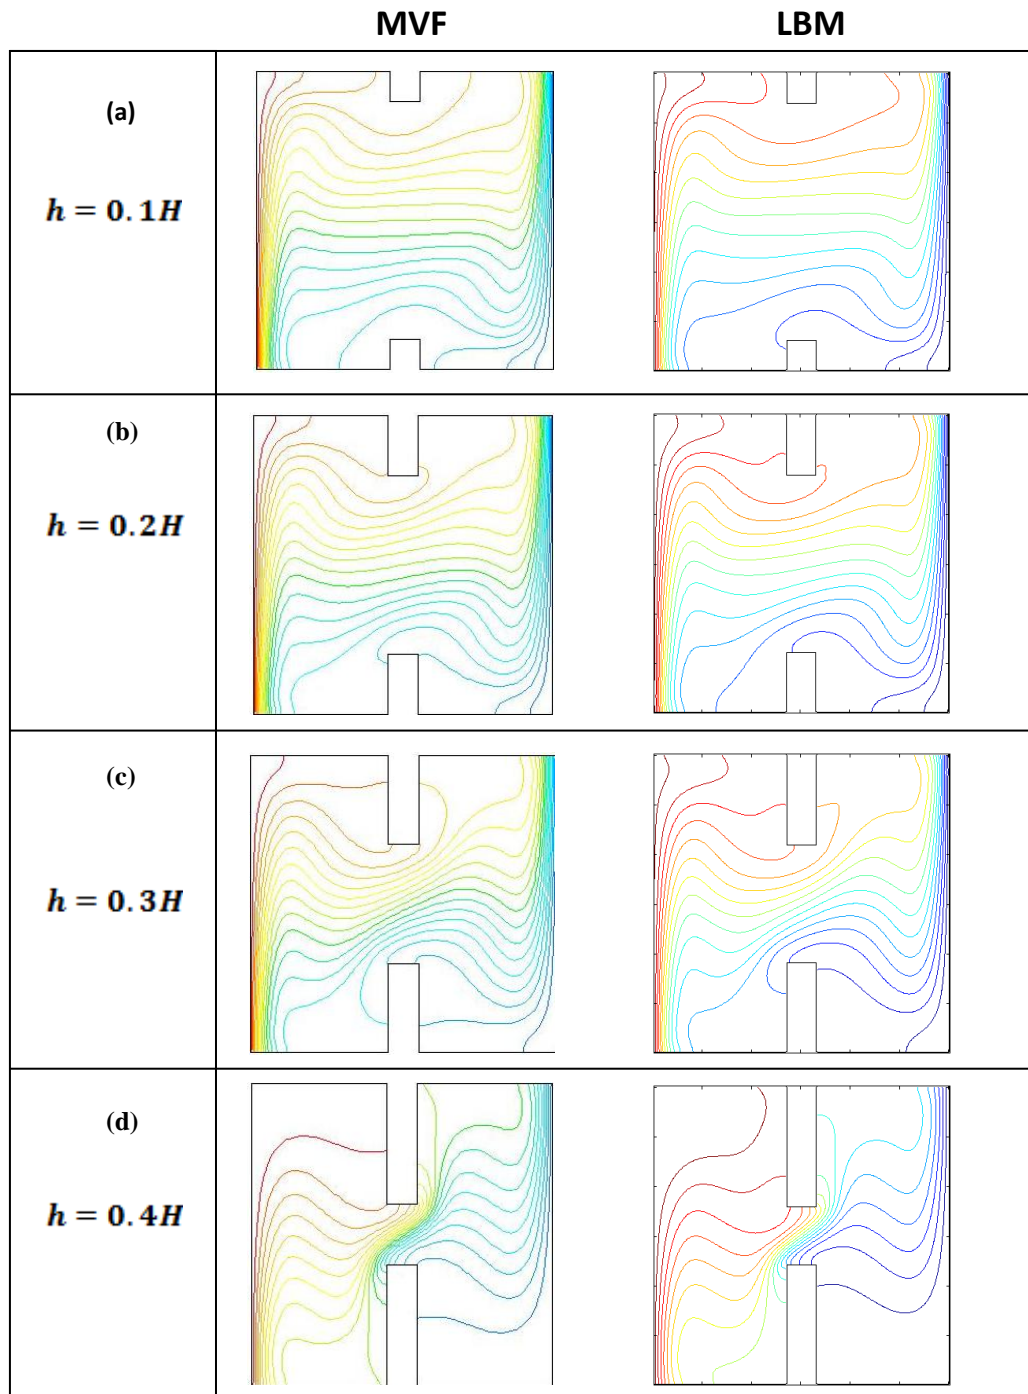 MVF LBM
(a)
h = 0.1H
(b)
h = 0.2H
(c)
h = 0.3H
(d)
h = 0.4H